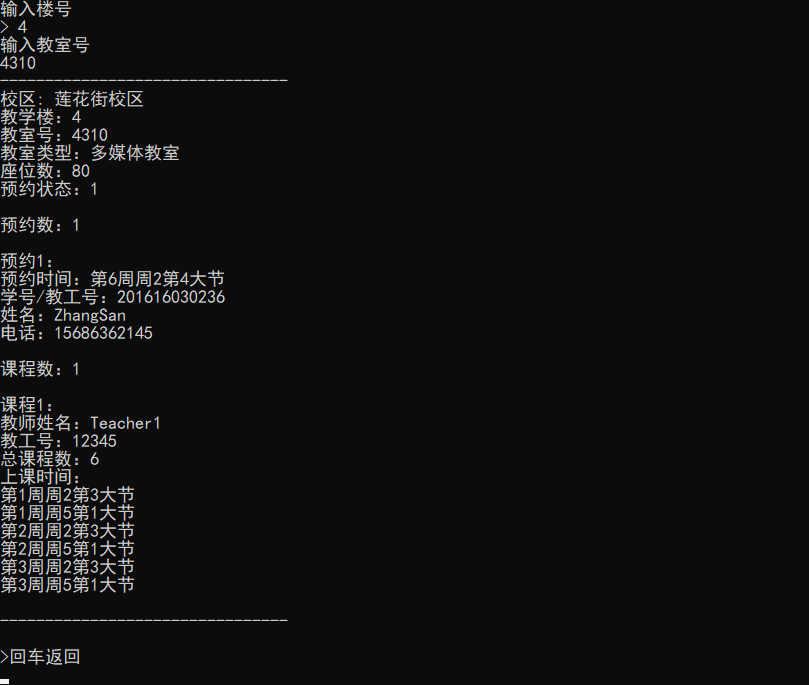 输入楼号
> 4
输入教室号
4310
--------------------------------
校区: 莲花街校区
教学楼：4
教室号：4310
教室类型：多媒体教室
座位数：80
预约状态：1
预约数：1
预约1：
预约时间：第6周周2第4大节
学号/教工号：201616030236
姓名：ZhangSan
电话：15686362145
课程数：1
课程1：
教师姓名：Teacher1
教工号：12345
总课程数：6
上课时间：
第1周周2第3大节
第1周周5第1大节
第2周周2第3大节
第2周周5第1大节
第3周周2第3大节
第3周周5第1大节
--------------------------------
>回车返回